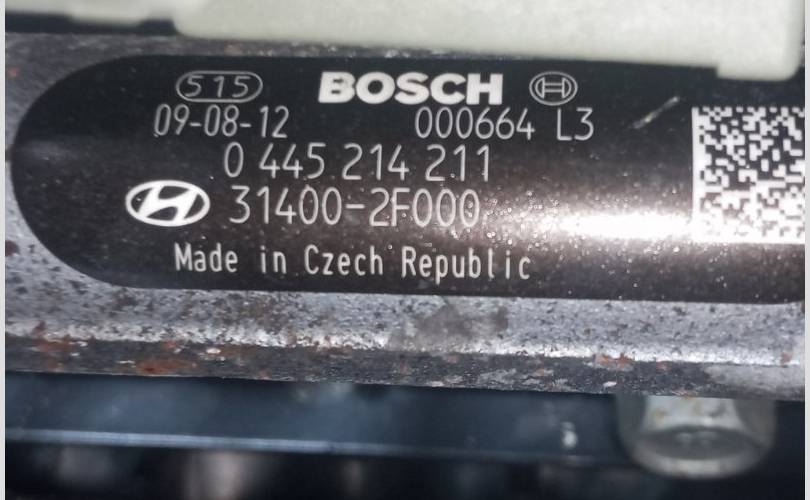 515 BOSCH
09-08-12 000664 L3
0 445 214 211
31400-2F000
Made in Czech Republic